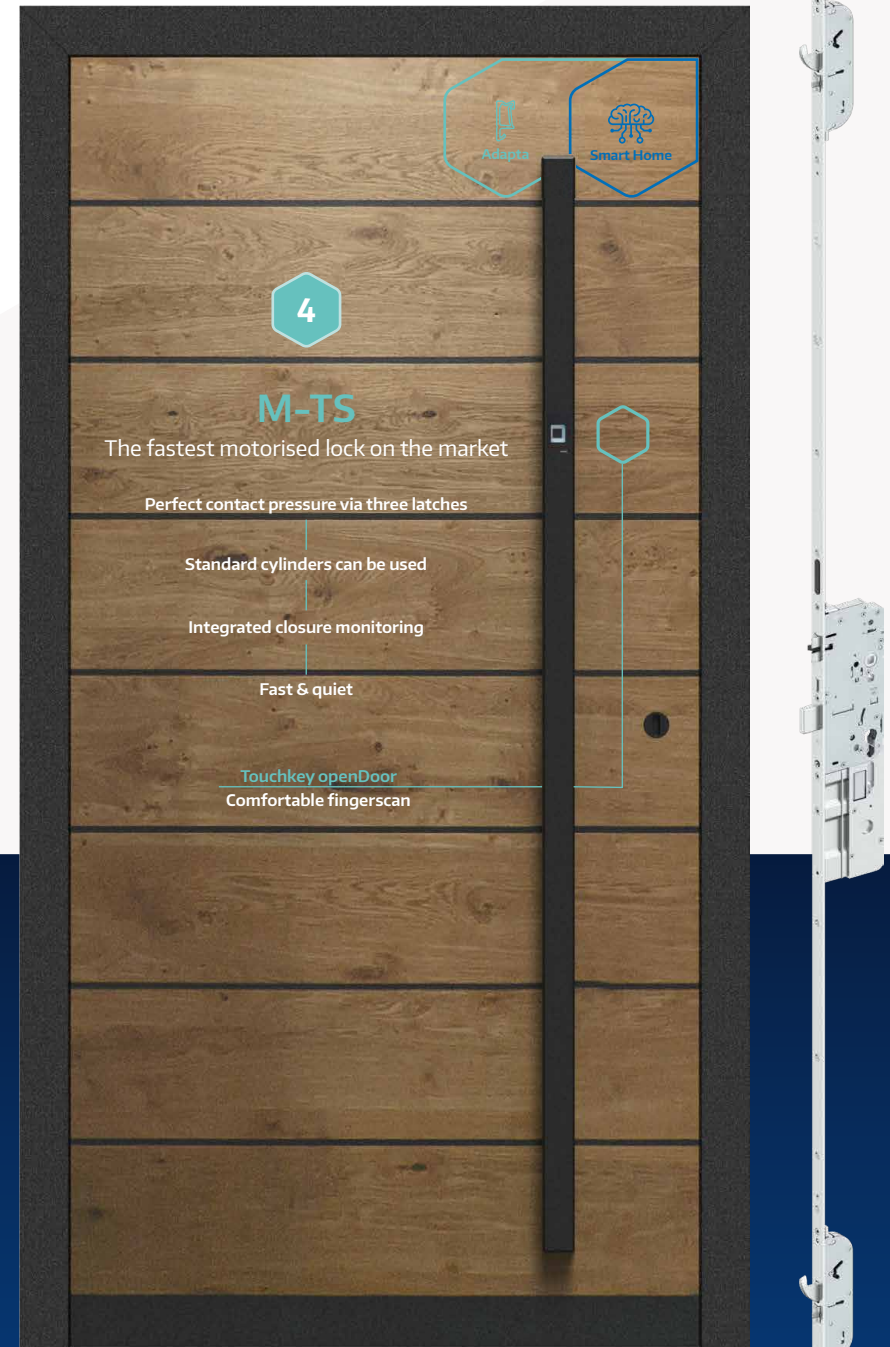 Adapta
Smart Home
4
M-TS
The fastest motorised lock on the market
Perfect contact pressure via three latches
Standard cylinders can be used
Integrated closure monitoring
Fast & quiet
Touchkey openDoor
Comfortable fingerscan